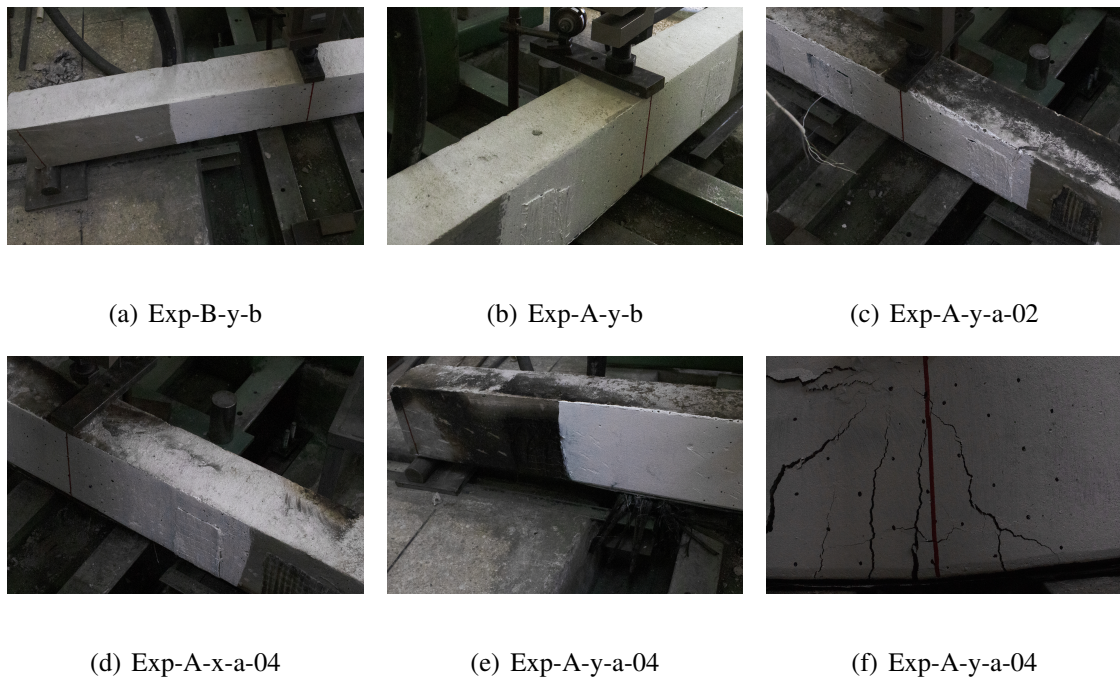 (a) Exp-B-y-b
(b) Exp-A-y-b
(c) Exp-A-y-a-02
(d) Exp-A-x-a-04
(e) Exp-A-y-a-04
(f) Exp-A-y-a-04